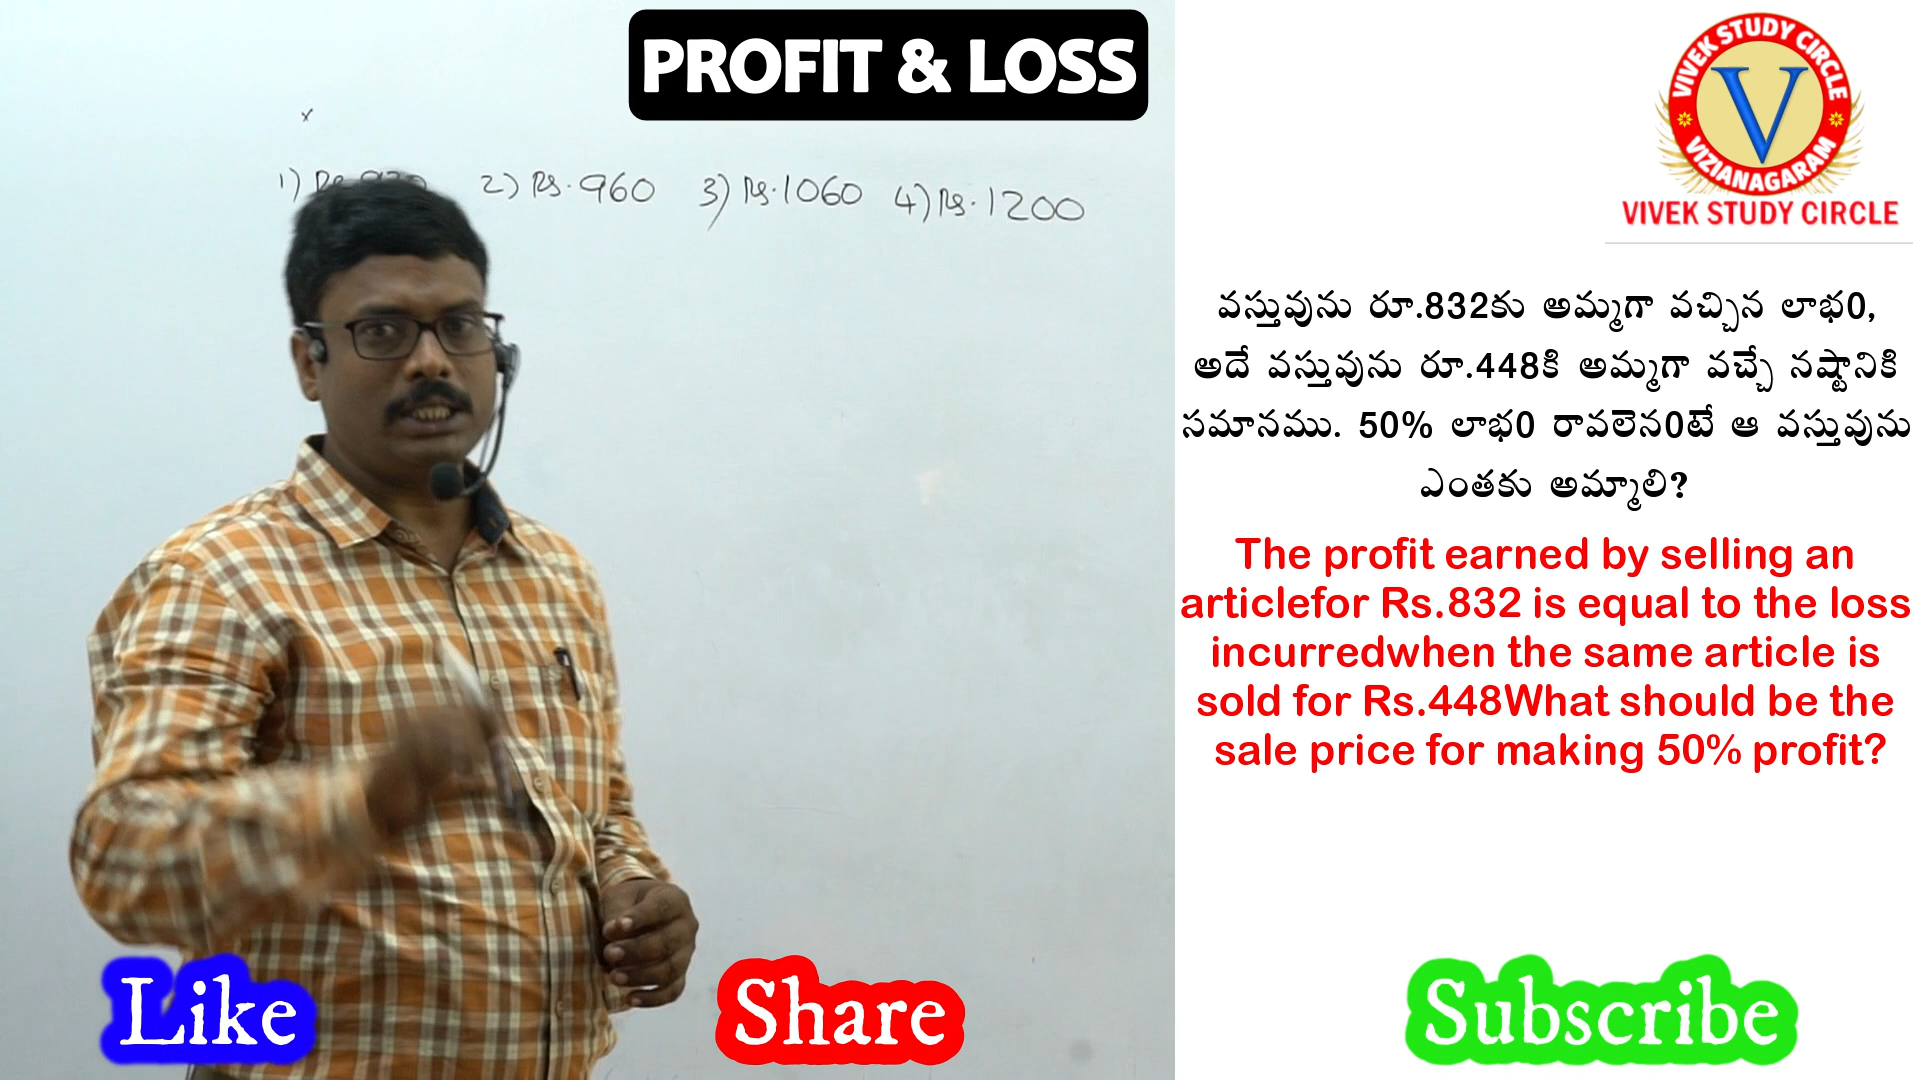 PROFIT & LOSS
1) Rs. 2) Rs. 960 3) Rs. 1060 4) Rs. 1200
VIVEK STUDY CIRCLE
V
VIZIANAGARAM
VIVEK STUDY CIRCLE
వస్తువును రూ.832కు అమ్మగా వచ్చిన లాభ0,
అదే వస్తువును రూ.448కి అమ్మగా వచ్చే నష్టానికి
సమానము. 50% లాభ0 రావలెన0టే ఆ వస్తువును
ఎంతకు అమ్మాలి?
The profit earned by selling an
articlefor Rs.832 is equal to the loss
incurredwhen the same article is
sold for Rs.448What should be the
sale price for making 50% profit?
Like
Share
Subscribe